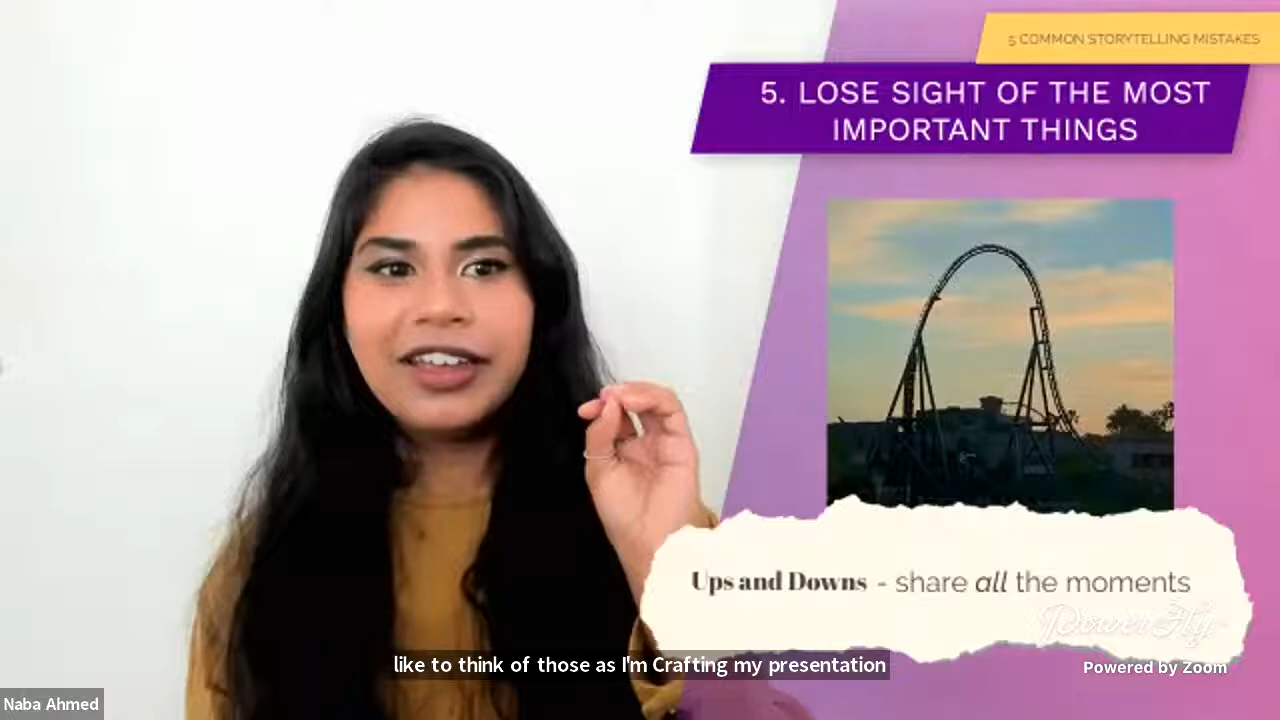 5 COMMON STORYTELLING MISTAKES
5. LOSE SIGHT OF THE MOST
IMPORTANT THINGS
Ups and Downs - share all the moments
PowerToFly
like to think of those as I'm Crafting my presentation
Powered by Zoom
Naba Ahmed